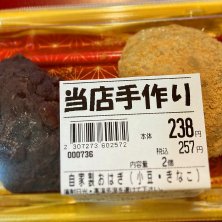 当店手作り
本体 238円
税込 257円
2 307273 602572
000736
内容量 2個
自家製おはぎ(小豆・きなこ)